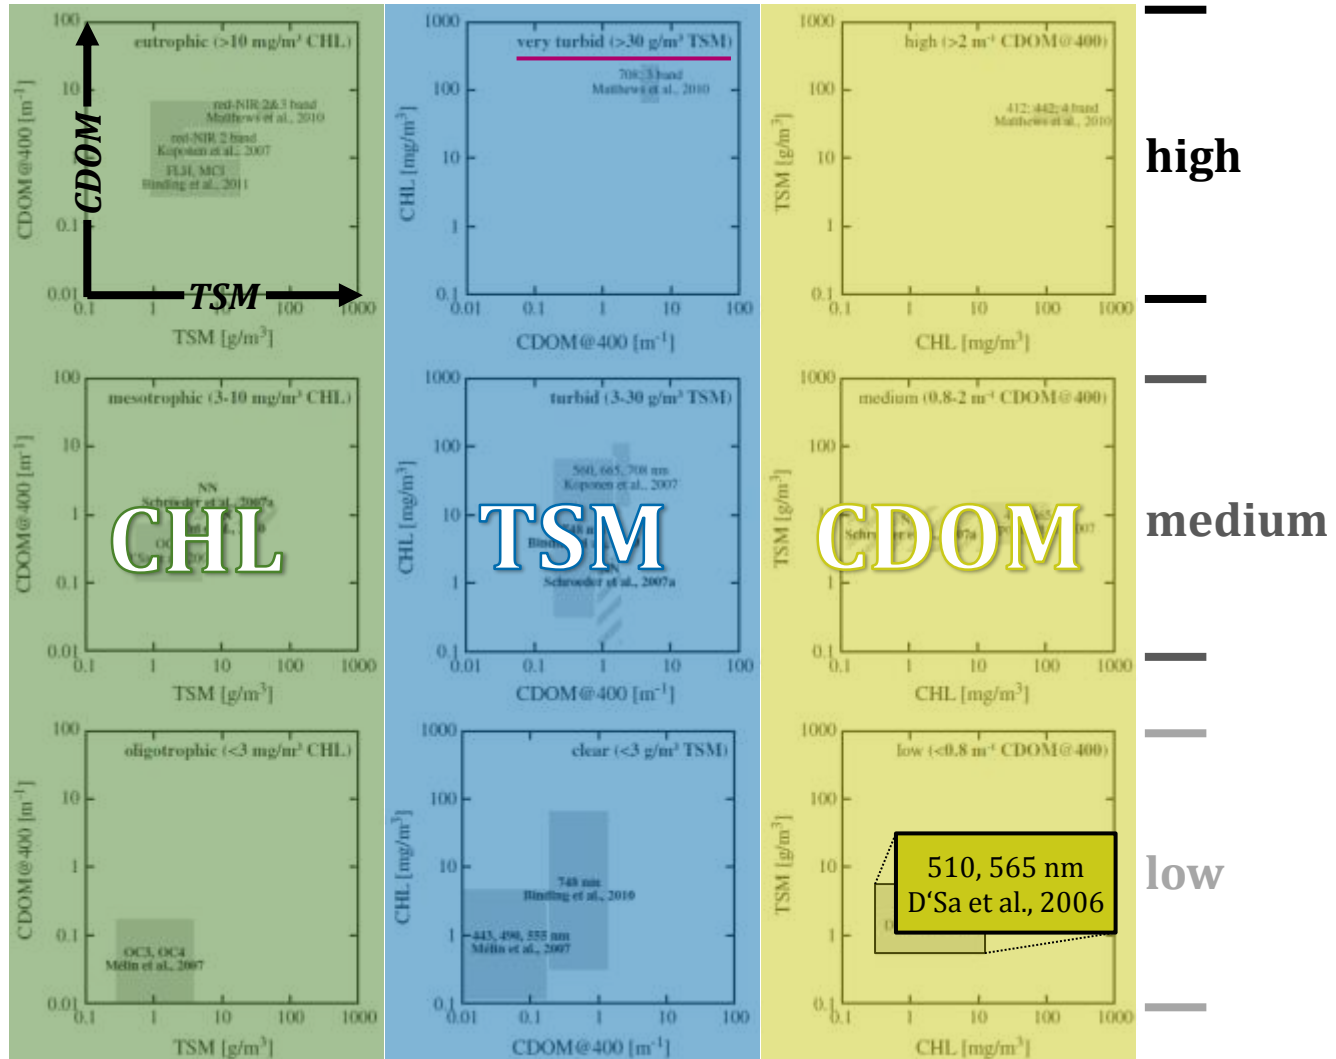 100
10
1
0.1
0.01
0.1
1
10
100
1000
CDOM@400 [m⁻¹]
TSM [g/m³]
CDOM
TSM
eutrophic (>10 mg/m³ CHL)
red-NIR 2&3 band
Matthews et al., 2010
red-NIR 2 band
Koponen et al., 2007
FLH, MCI
Binding et al., 2011
1000
100
10
1
0.1
0.01
0.1
1
10
100
CHL [mg/m³]
CDOM@400 [m⁻¹]
very turbid (>30 g/m³ TSM)
708; 3 band
Matthews et al., 2010
1000
100
10
1
0.1
0.1
1
10
100
1000
TSM [g/m³]
CHL [mg/m³]
high (>2 m⁻¹ CDOM@400)
412; 442; 4 band
Matthews et al., 2010
high
100
10
1
0.1
0.01
0.1
1
10
100
1000
CDOM@400 [m⁻¹]
TSM [g/m³]
mesotrophic (3-10 mg/m³ CHL)
NN
Schroeder et al., 2007a
CHL
1000
100
10
1
0.1
0.01
0.1
1
10
100
CHL [mg/m³]
CDOM@400 [m⁻¹]
turbid (3-30 g/m³ TSM)
560, 665, 708 nm
Koponen et al., 2007
TSM
Schroeder et al., 2007a
1000
100
10
1
0.1
0.1
1
10
100
1000
TSM [g/m³]
CHL [mg/m³]
medium (0.8-2 m⁻¹ CDOM@400)
CDOM
medium
100
10
1
0.1
0.01
0.1
1
10
100
1000
CDOM@400 [m⁻¹]
TSM [g/m³]
oligotrophic (<3 mg/m³ CHL)
OC3, OC4
Mélin et al., 2007
1000
100
10
1
0.1
0.01
0.1
1
10
100
CHL [mg/m³]
CDOM@400 [m⁻¹]
clear (<3 g/m³ TSM)
748 nm
Binding et al., 2010
443, 490, 555 nm
Mélin et al., 2007
1000
100
10
1
0.1
0.1
1
10
100
1000
TSM [g/m³]
CHL [mg/m³]
low (<0.8 m⁻¹ CDOM@400)
510, 565 nm
D‘Sa et al., 2006
low